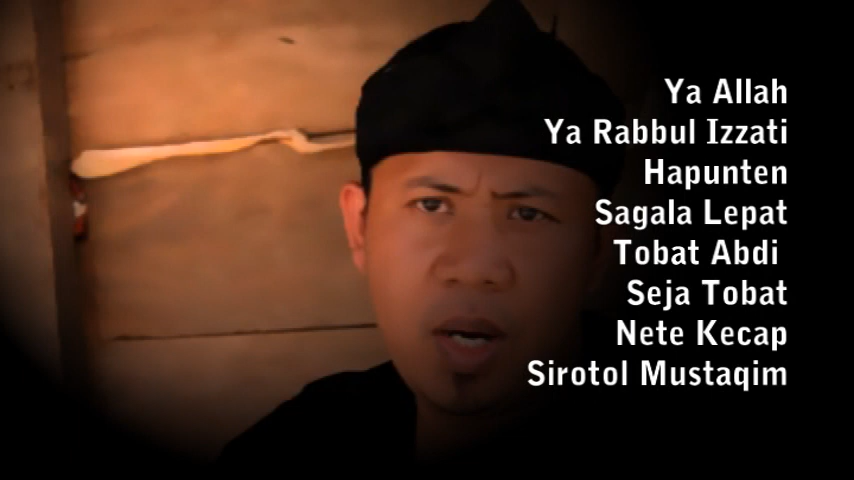 Ya Allah
Ya Rabbul Izzati
Hapunten
Sagala Lepat
Tobat Abdi
Seja Tobat
Nete Kecap
Sirotol Mustaqim